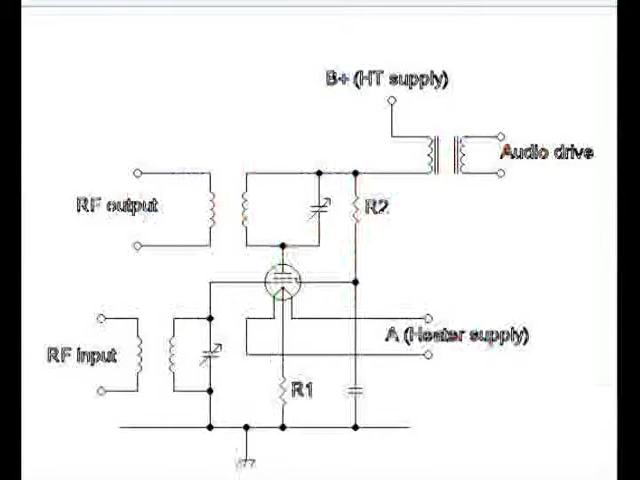 B+ (HT supply)
Audio drive
RF output
R2
A (Heater supply)
RF input
R1